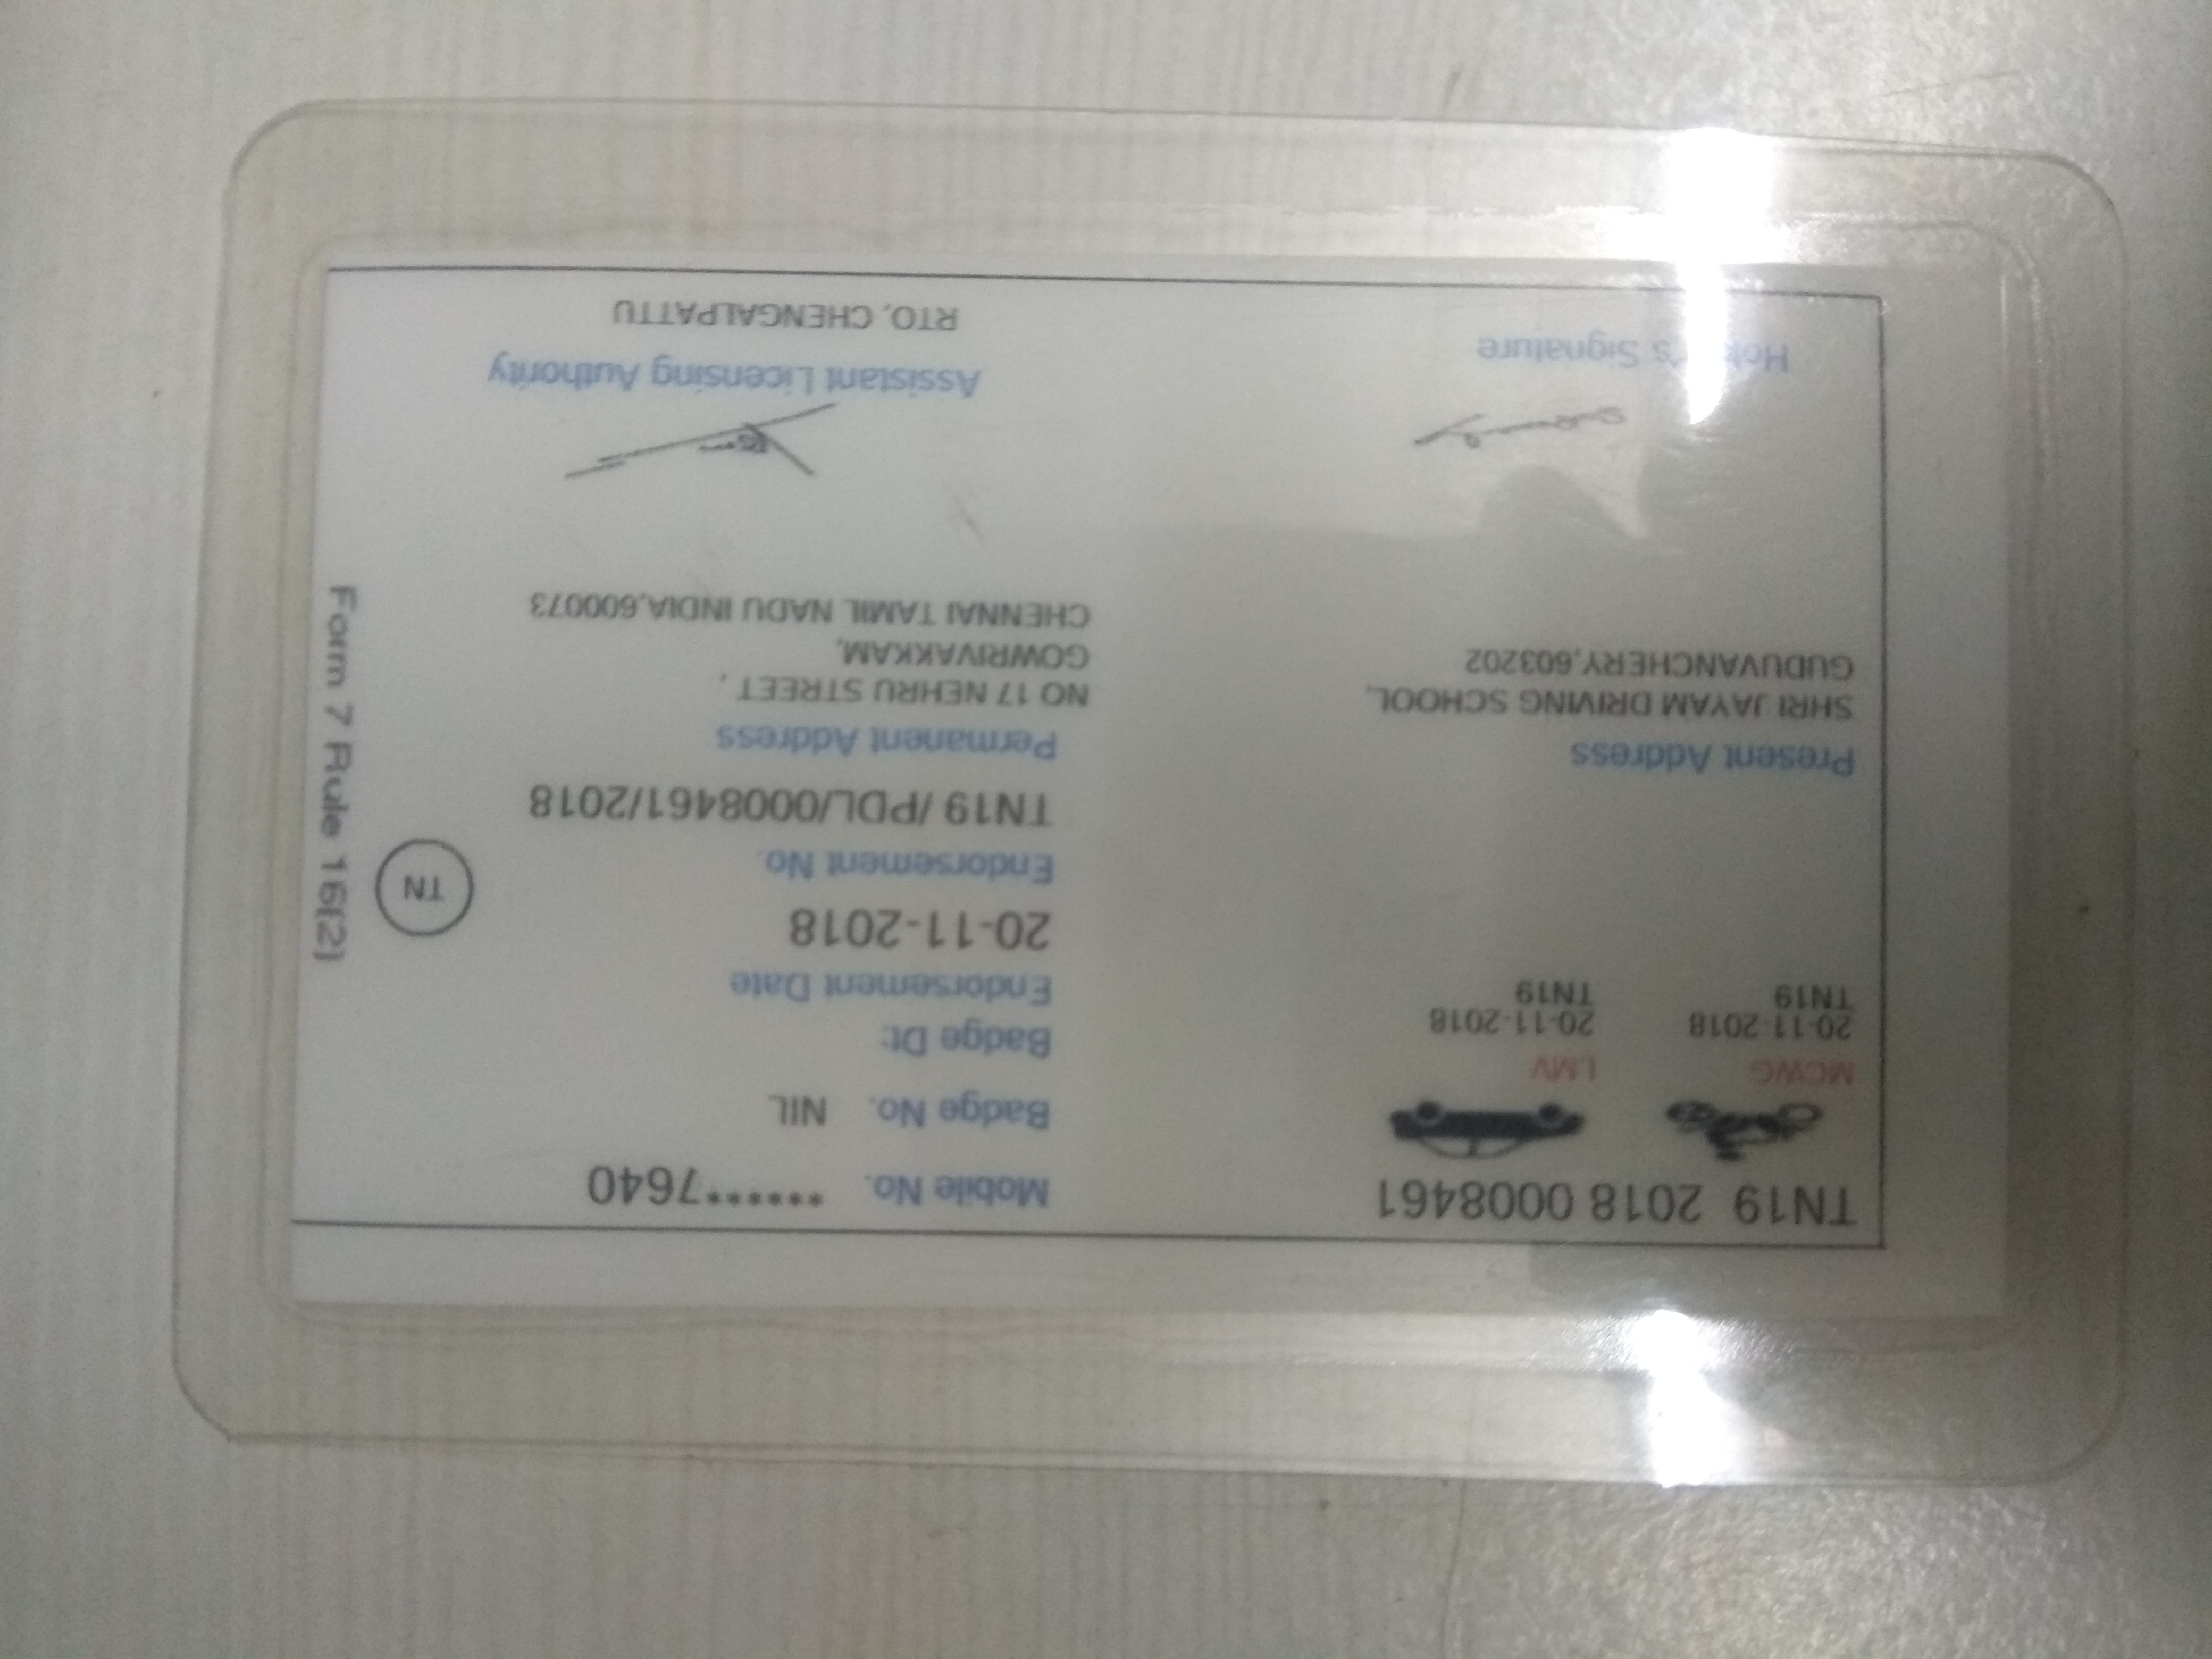 TN19 2018 0008461
MCWG
20-11-2018
TN19
LMV
20-11-2018
TN19
Present Address
SHRI JAYAM DRIVING SCHOOL,
GUDUVANCHERY,603202
Holder's Signature
Mobile No. ******7640
Badge No. NIL
Badge Dt:
Endorsement Date
20-11-2018
Endorsement No.
TN19 /PDL/0008461/2018
Permanent Address
NO 17 NEHRU STREET ,
GOWRIVAKKAM,
CHENNAI TAMIL NADU INDIA,600073
Assistant Licensing Authority
RTO, CHENGALPATTU
TN
Form 7 Rule 16(2)